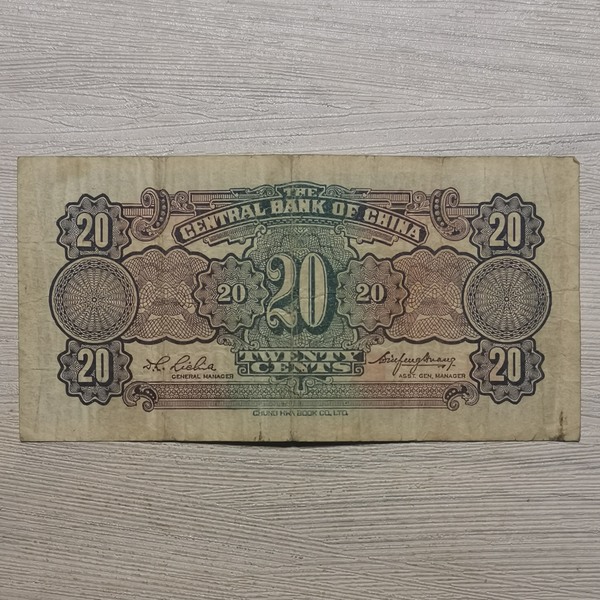 THE
CENTRAL BANK OF CHINA
20 20
20 20 20
TWENTY
CENTS
20 20
GENERAL MANAGER ASST. GEN. MANAGER
CHUNG HWA BOOK CO., LTD.